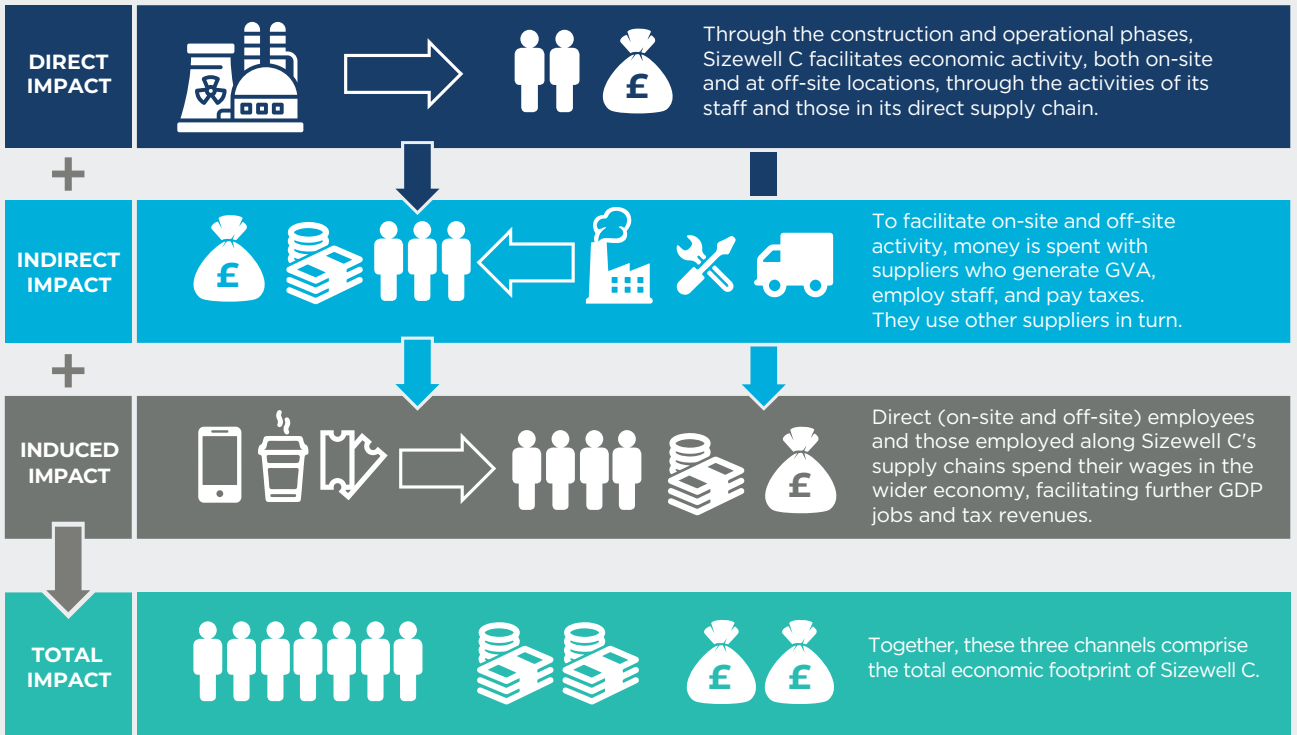 DIRECT
IMPACT
£
Through the construction and operational phases,
Sizewell C facilitates economic activity, both on-site
and at off-site locations, through the activities of its
staff and those in its direct supply chain.
+
INDIRECT
IMPACT
£
To facilitate on-site and off-site
activity, money is spent with
suppliers who generate GVA,
employ staff, and pay taxes.
They use other suppliers in turn.
+
INDUCED
IMPACT
£
Direct (on-site and off-site) employees
and those employed along Sizewell C's
supply chains spend their wages in the
wider economy, facilitating further GDP
jobs and tax revenues.
TOTAL
IMPACT
£ £
Together, these three channels comprise
the total economic footprint of Sizewell C.